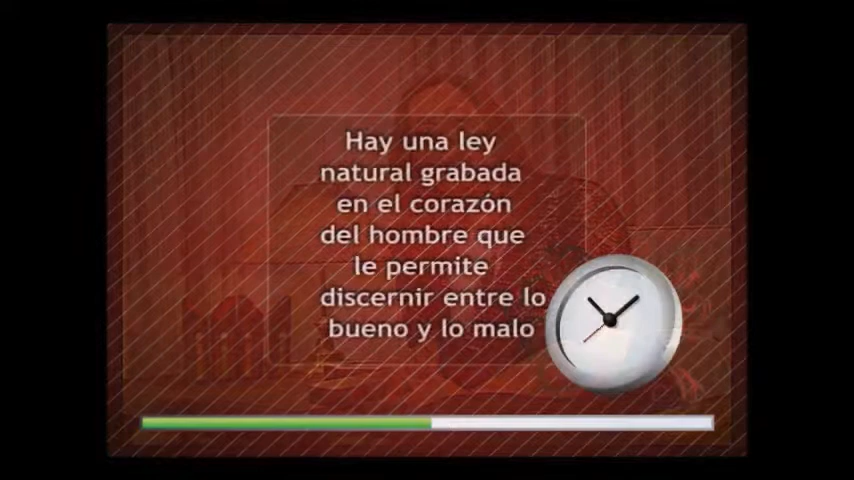 Hay una ley
natural grabada
en el corazón
del hombre que
le permite
discernir entre lo
bueno y lo malo